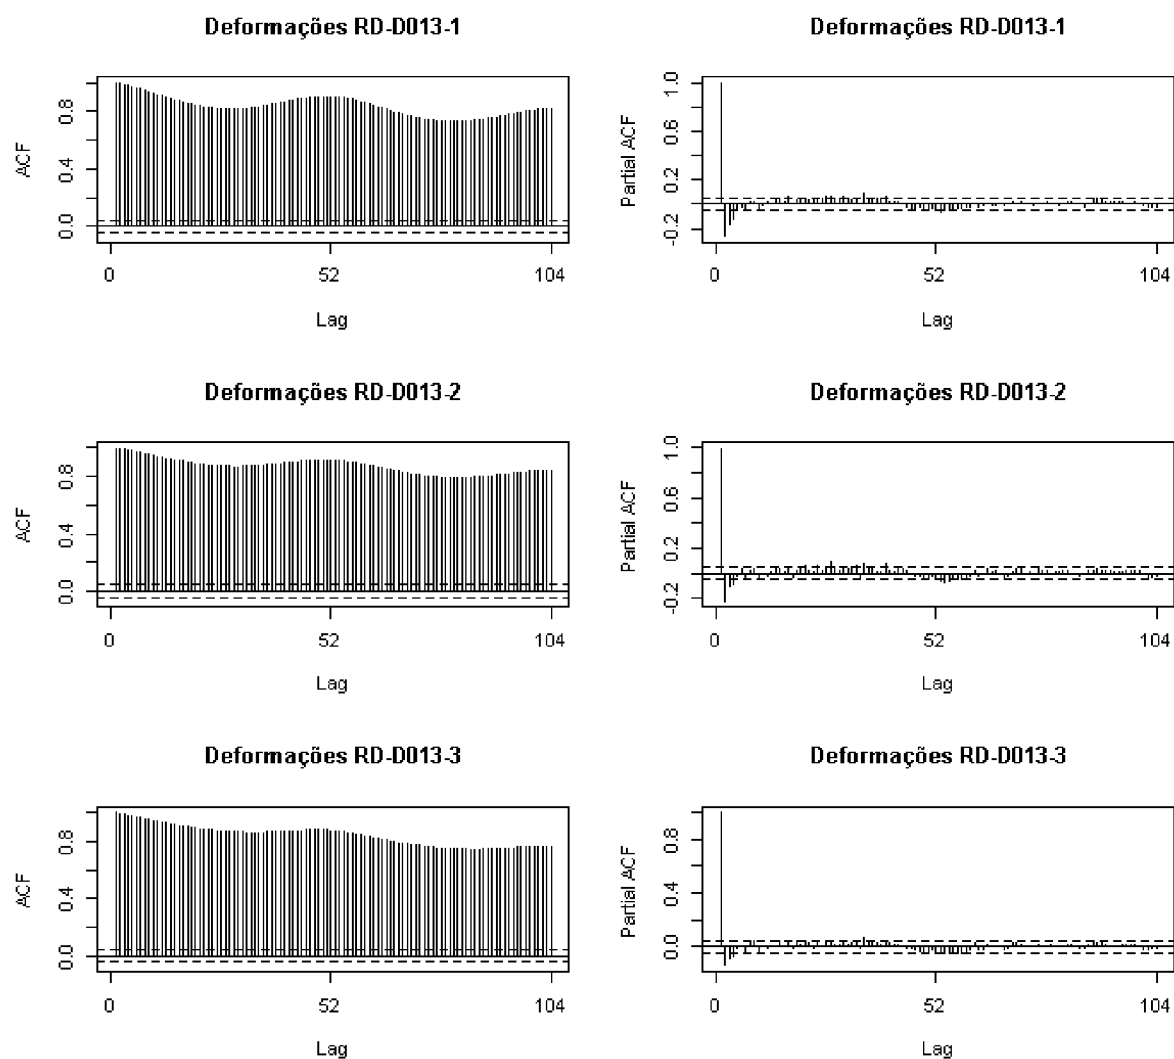 Deformações RD-D013-1
ACF
0.0 0.4 0.8
0 52 104
Lag
Deformações RD-D013-1
Partial ACF
-0.2 0.2 0.6 1.0
0 52 104
Lag
Deformações RD-D013-2
ACF
0.0 0.4 0.8
0 52 104
Lag
Deformações RD-D013-2
Partial ACF
-0.2 0.2 0.6 1.0
0 52 104
Lag
Deformações RD-D013-3
ACF
0.0 0.4 0.8
0 52 104
Lag
Deformações RD-D013-3
Partial ACF
0.0 0.4 0.8
0 52 104
Lag